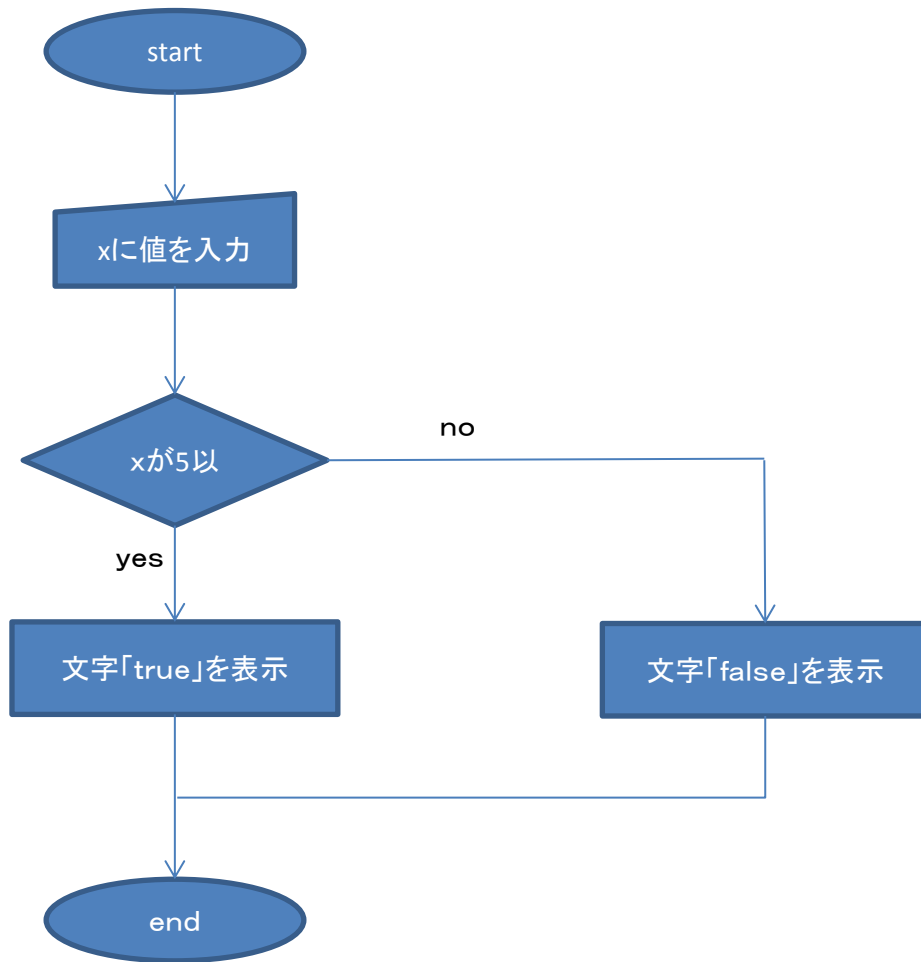 start
xに値を入力
no
xが5以
yes
文字「true」を表示
文字「false」を表示
end